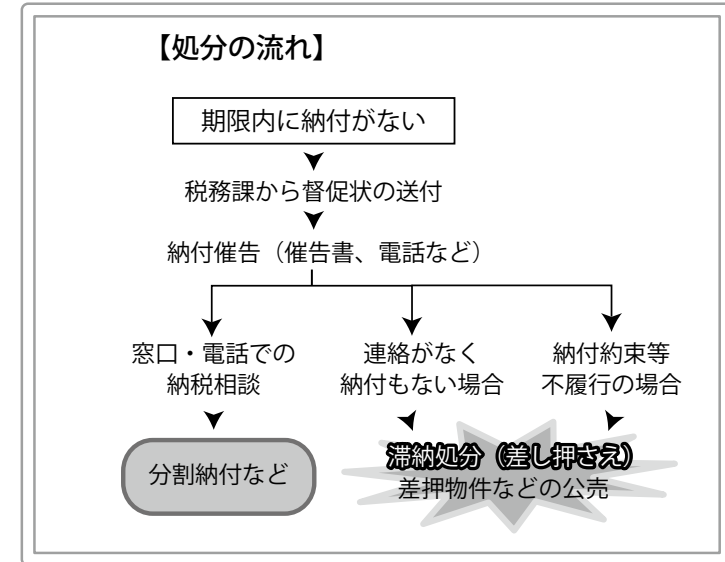 【処分の流れ】
期限内に納付がない
税務課から督促状の送付
納付催告（催告書、電話など）
窓口・電話での
納税相談
連絡がなく
納付もない場合
納付約束等
不履行の場合
分割納付など
滞納処分（差し押さえ）
差押物件などの公売